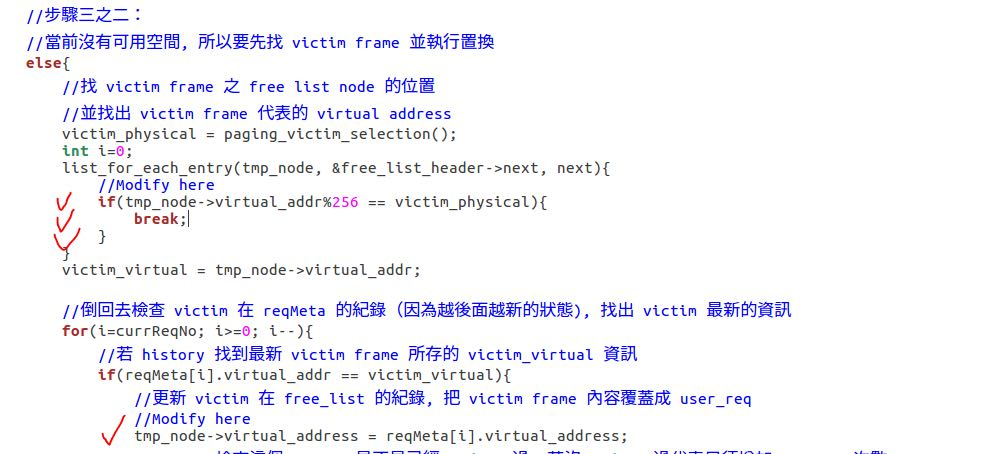 //步驟三之二：
//當前沒有可用空間, 所以要先找 victim frame 並執行置換
else{
//找 victim frame 之 free list node 的位置
//並找出 victim frame 代表的 virtual address
victim_physical = paging_victim_selection();
int i=0;
list_for_each_entry(tmp_node, &free_list_header->next, next){
//Modify here
if(tmp_node->virtual_addr%256 == victim_physical){
break;
}
}
victim_virtual = tmp_node->virtual_addr;
//倒回去檢查 victim 在 reqMeta 的紀錄 (因為越後面越新的狀態), 找出 victim 最新的資訊
for(i=currReqNo; i>=0; i--){
//若 history 找到最新 victim frame 所存的 victim_virtual 資訊
if(reqMeta[i].virtual_addr == victim_virtual){
//更新 victim 在 free_list 的紀錄, 把 victim frame 內容覆蓋成 user_req
//Modify here
tmp_node->virtual_address = reqMeta[i].virtual_address;